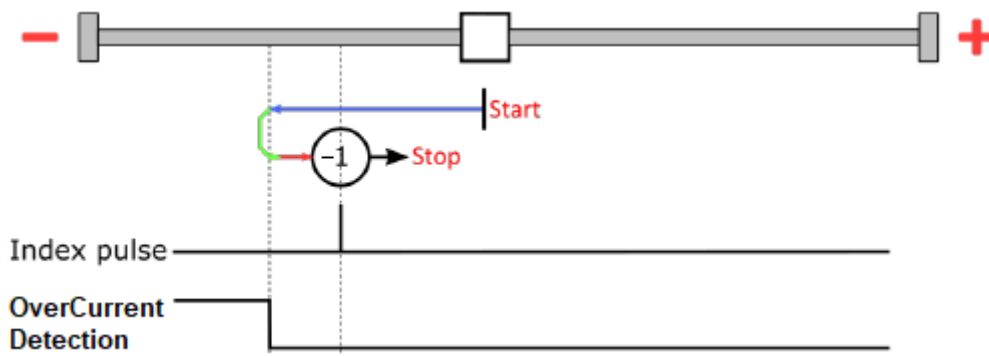 − +
Start
−1
Stop
Index pulse
OverCurrent
Detection